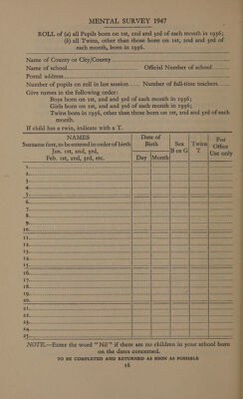 MENTAL SURVEY 1947
ROLL of (a) all Pupils born on 1st, 2nd and 3rd of each month in 1936;
(b) all Twins, other than those born on 1st, 2nd and 3rd of
each month, born in 1936.
Name of County or City/County
Name of school Official Number of school
Postal address
Number of pupils on roll in last session Number of full-time teachers
Give names in the following order:
Boys born on 1st, 2nd and 3rd of each month in 1936;
Girls born on 1st, 2nd and 3rd of each month in 1936;
Twins born in 1936, other than those born on 1st, 2nd and 3rd of each
month.
If child has a twin, indicate with a T.
NAMES
Surname first, to be entered in order of birth
Jan. 1st, 2nd, 3rd,
Feb. 1st, 2nd, 3rd, etc.
Date of
Birth
Day Month
Sex
B or G
Twins
T
For
Office
Use only
1.
2.
3.
4.
5.
6.
7.
8.
9.
10.
11.
12.
13.
14.
15.
16.
17.
18.
19.
20.
21.
22.
23.
24.
25.
NOTE.—Enter the word "Nil" if there are no children in your school born
on the dates concerned.
TO BE COMPLETED AND RETURNED AS SOON AS POSSIBLE